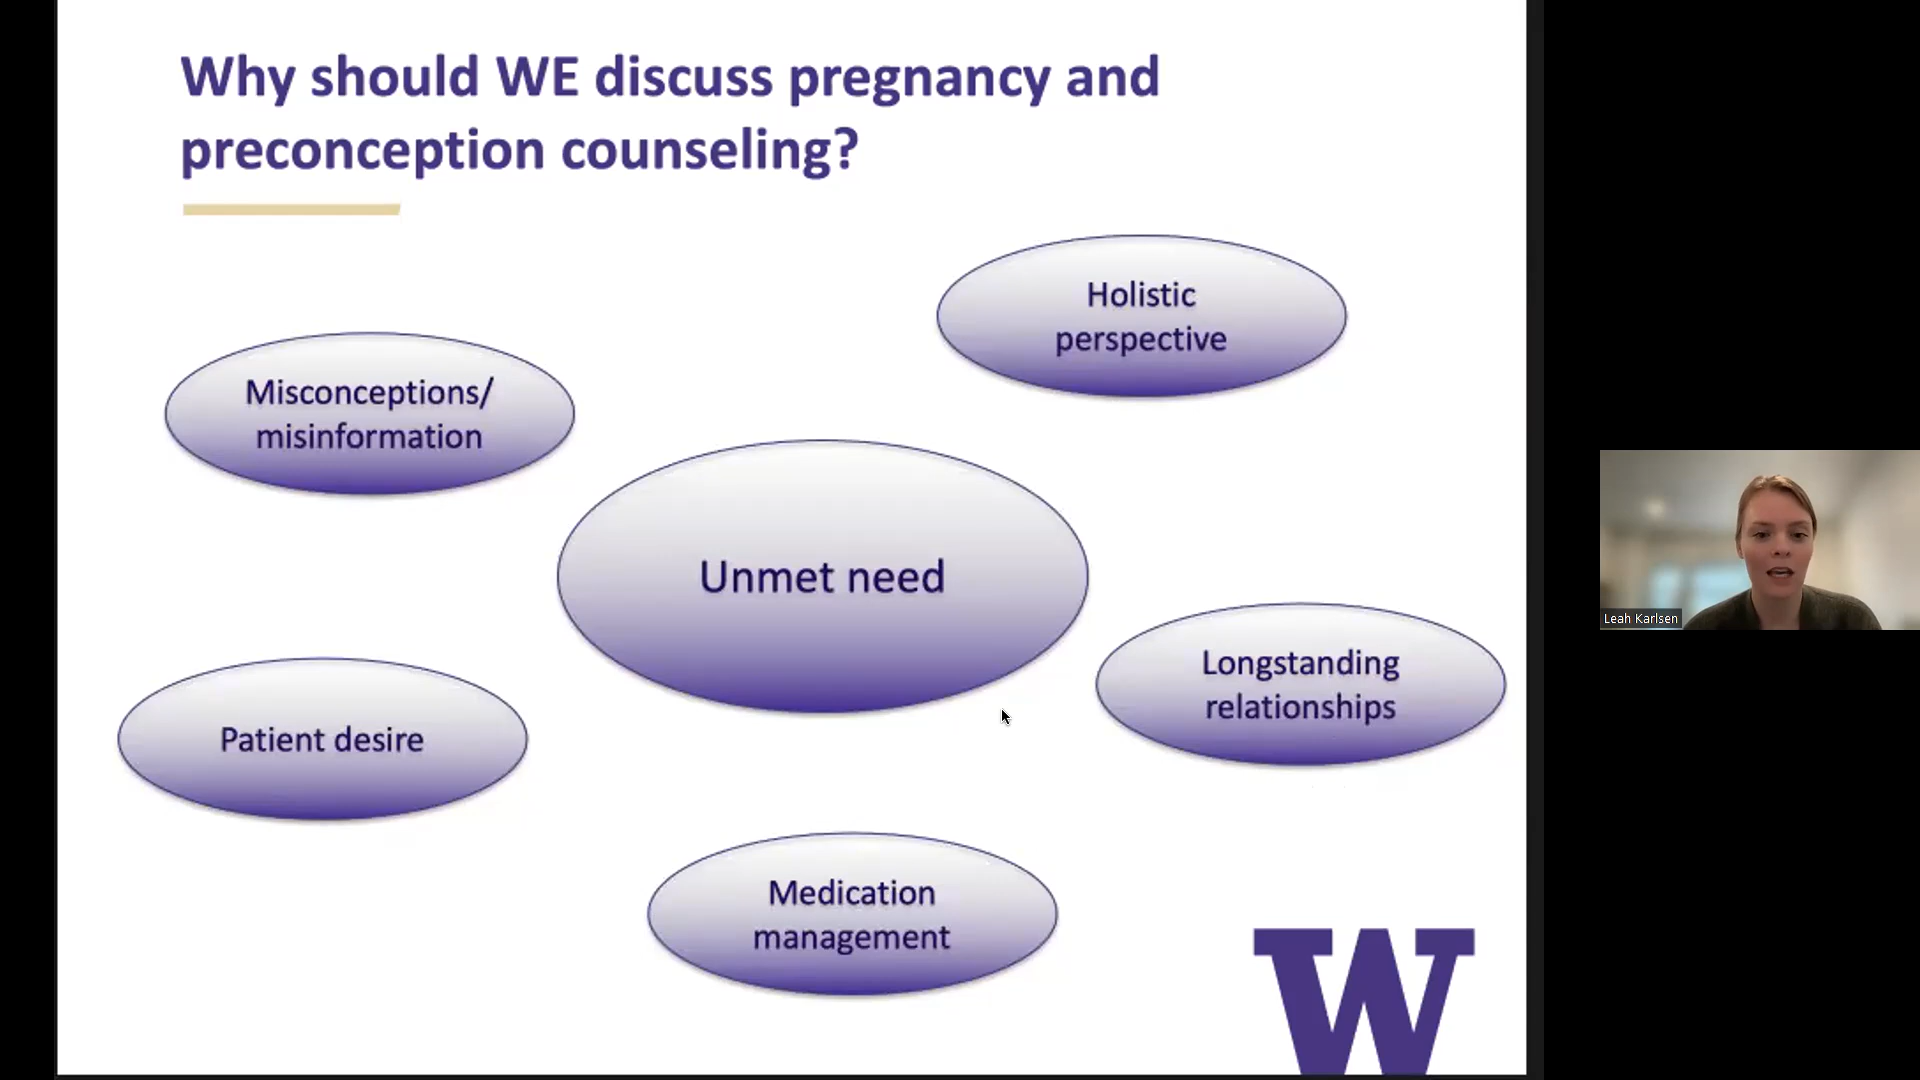 Why should WE discuss pregnancy and
preconception counseling?
Holistic
perspective
Misconceptions/
misinformation
Unmet need
Longstanding
relationships
Patient desire
Medication
management
W
Leah Karlsen